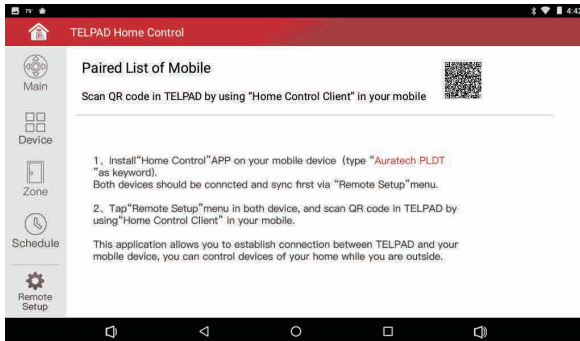 79°
4:42
TELPAD Home Control
Main
Device
Zone
Schedule
Remote
Setup
Paired List of Mobile
Scan QR code in TELPAD by using "Home Control Client" in your mobile
1、Install"Home Control"APP on your mobile device (type "Auratech PLDT
"as keyword).
Both devices should be conncted and sync first via "Remote Setup"menu.
2、Tap"Remote Setup"menu in both device, and scan QR code in TELPAD by
using"Home Control Client" in your mobile.
This application allows you to establish connection between TELPAD and your
mobile device, you can control devices of your home while you are outside.